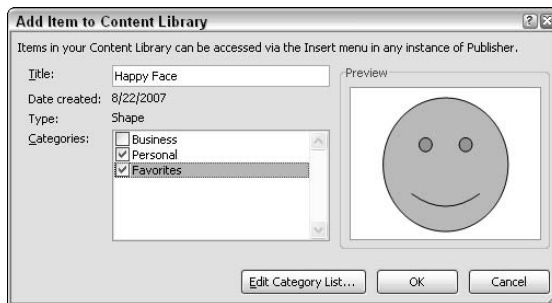 Add Item to Content Library
Items in your Content Library can be accessed via the Insert menu in any instance of Publisher.
Title: Happy Face
Preview
Date created: 8/22/2007
Type: Shape
Categories:
Business
Personal
Favorites
Edit Category List... OK Cancel